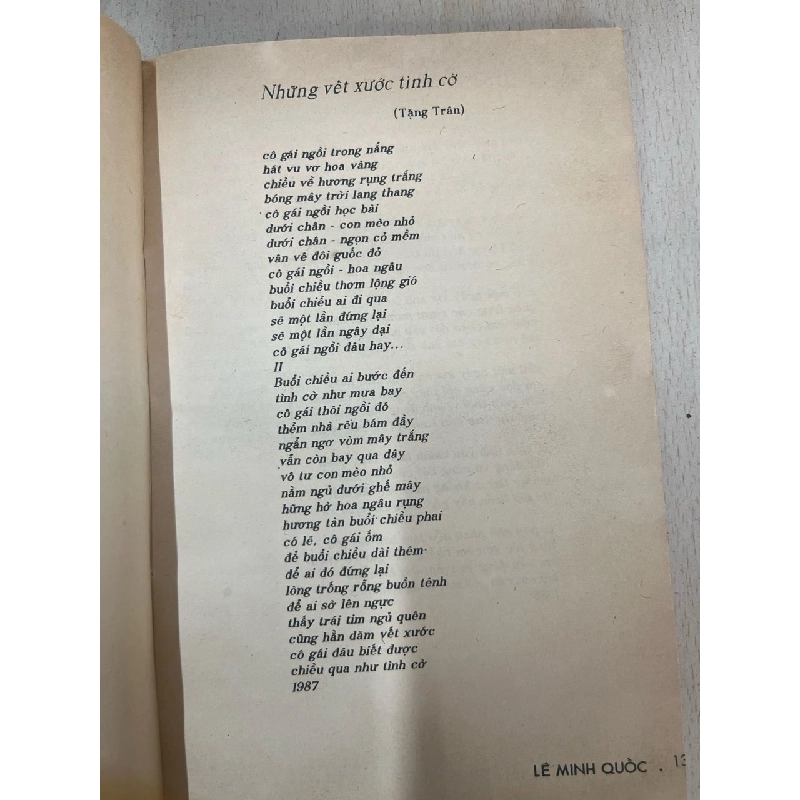 Những vết xước tình cờ
(Tặng Trân)
cô gái ngồi trong nắng
hát vu vơ hoa vàng
chiều về hương rụng trắng
bóng mây trời lang thang
cô gái ngồi học bài
dưới chân - con mèo nhỏ
dưới chân - ngọn cỏ mềm
vân vê đôi guốc đỏ
cô gái ngồi - hoa ngâu
buổi chiều thơm lộng gió
buổi chiều ai đi qua
sẽ một lần đứng lại
sẽ một lần ngây dại
cô gái ngồi đâu hay...
II
Buổi chiều ai bước đến
tình cờ như mưa bay
cô gái thôi ngồi đó
thềm nhà rêu bám đầy
ngẩn ngơ vòm mây trắng
vẫn còn bay qua đây
vô tư con mèo nhỏ
nằm ngủ dưới ghế mây
hững hờ hoa ngâu rụng
hương tàn buổi chiều phai
có lẽ, cô gái ốm
để buổi chiều dài thêm
để ai đó đứng lại
lòng trống rỗng buồn tênh
để ai sờ lên ngực
thấy trái tim ngủ quên
cũng hằn dăm vết xước
cô gái đâu biết được
chiều qua như tình cờ
1987
LÊ MINH QUỐC . 13